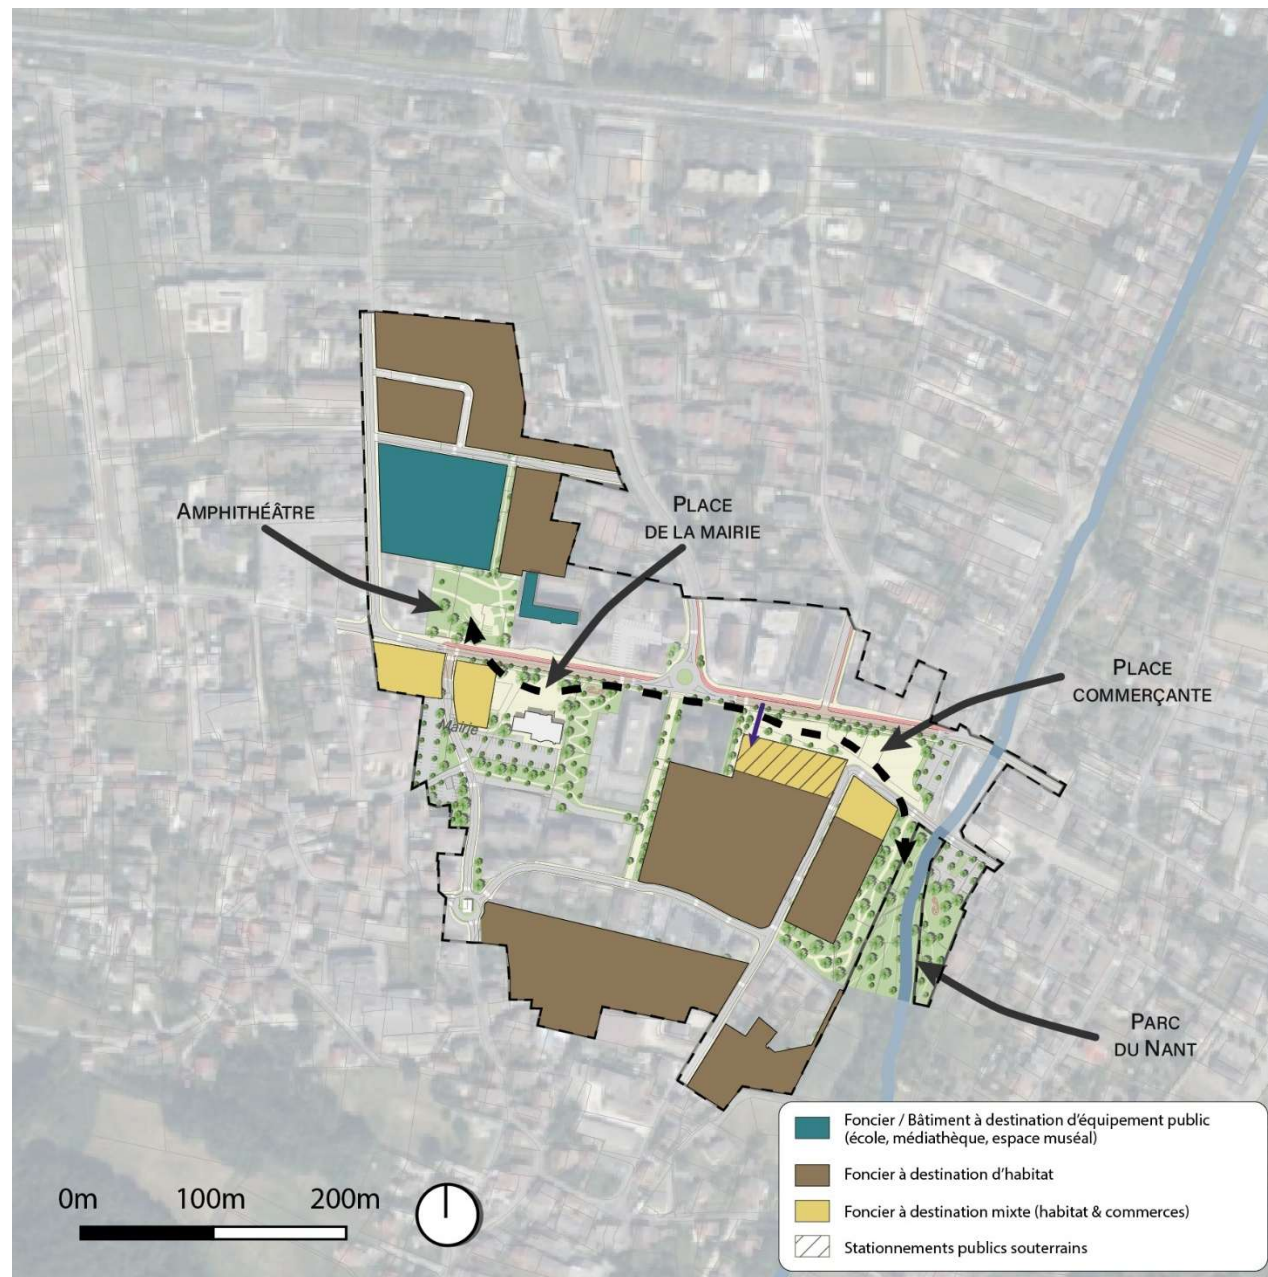 AMPHITHÉÂTRE
PLACE
DE LA MAIRIE
PLACE
COMMERÇANTE
Mairie
PARC
DU NANT
Foncier / Bâtiment à destination d'équipement public
(école, médiathèque, espace muséal)
Foncier à destination d'habitat
Foncier à destination mixte (habitat & commerces)
Stationnements publics souterrains
0m 100m 200m